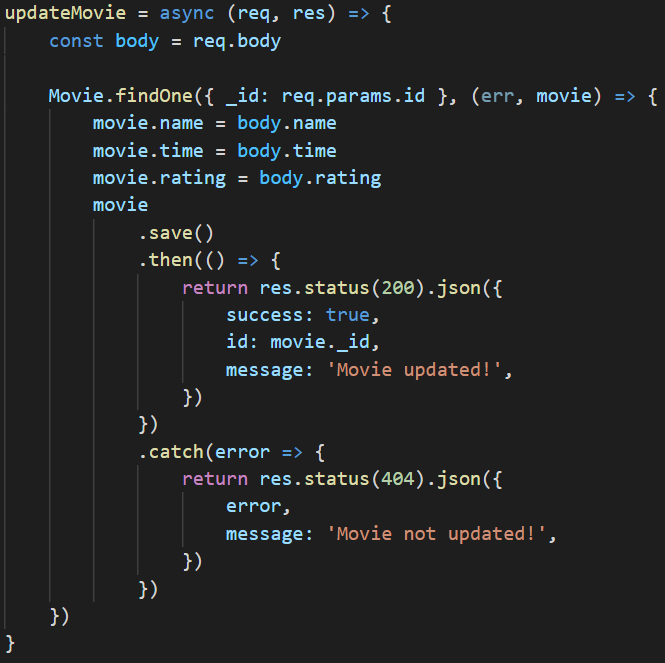 updateMovie = async (req, res) => {
    const body = req.body

    Movie.findOne({ _id: req.params.id }, (err, movie) => {
        movie.name = body.name
        movie.time = body.time
        movie.rating = body.rating
        movie
            .save()
            .then(() => {
                return res.status(200).json({
                    success: true,
                    id: movie._id,
                    message: 'Movie updated!',
                })
            })
            .catch(error => {
                return res.status(404).json({
                    error,
                    message: 'Movie not updated!',
                })
            })
    })
}